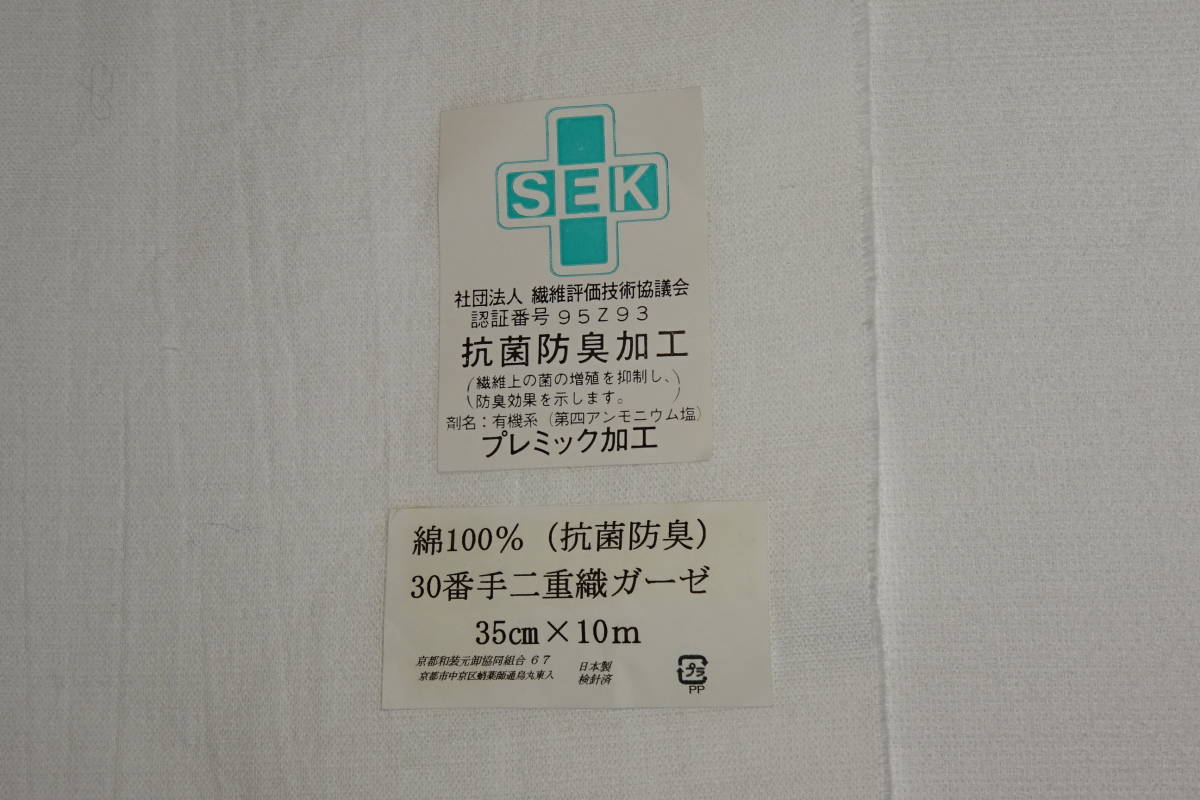 SEK
社団法人 繊維評価技術協議会
認証番号 95Z93
抗菌防臭加工
(繊維上の菌の増殖を抑制し、
防臭効果を示します。)
剤名:有機系(第四アンモニウム塩)
プレミック加工
綿100%(抗菌防臭)
30番手二重織ガーゼ
35㎝×10m
京都和装元卸協同組合 67
京都市中京区蛸薬師通烏丸東入
日本製
検針済
プラ
PP